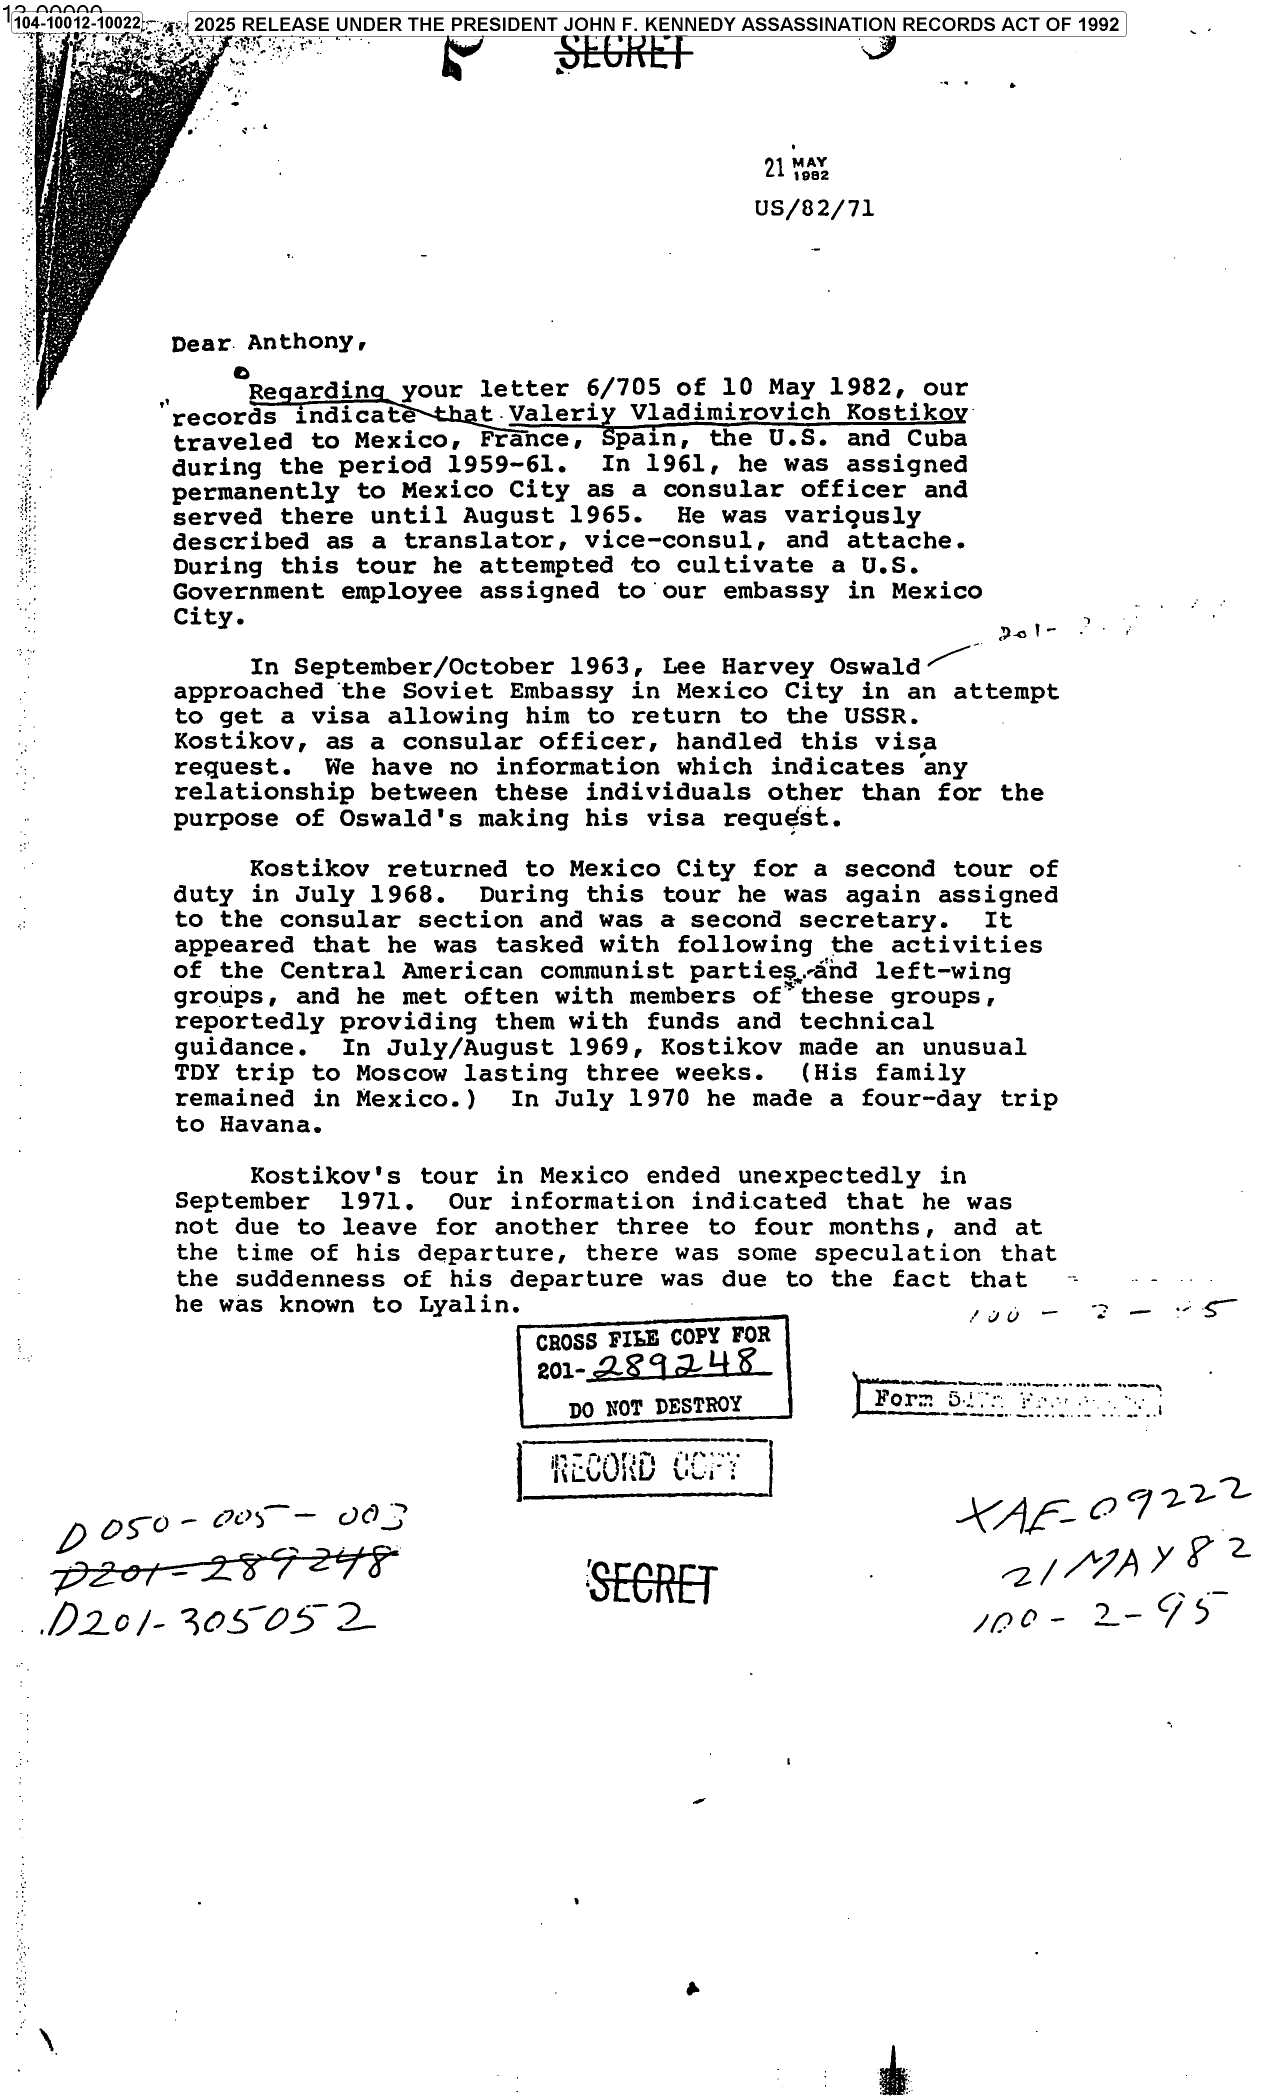 104-10012-10022
2025 RELEASE UNDER THE PRESIDENT JOHN F. KENNEDY ASSASSINATION RECORDS ACT OF 1992
SECRET
21 MAY 1982
US/82/71
Dear Anthony,
Regarding your letter 6/705 of 10 May 1982, our
records indicate that Valeriy Vladimirovich Kostikov
traveled to Mexico, France, Spain, the U.S. and Cuba
during the period 1959-61. In 1961, he was assigned
permanently to Mexico City as a consular officer and
served there until August 1965. He was variously
described as a translator, vice-consul, and attache.
During this tour he attempted to cultivate a U.S.
Government employee assigned to our embassy in Mexico
City.
201-
In September/October 1963, Lee Harvey Oswald
approached the Soviet Embassy in Mexico City in an attempt
to get a visa allowing him to return to the USSR.
Kostikov, as a consular officer, handled this visa
request. We have no information which indicates any
relationship between these individuals other than for the
purpose of Oswald's making his visa request.
Kostikov returned to Mexico City for a second tour of
duty in July 1968. During this tour he was again assigned
to the consular section and was a second secretary. It
appeared that he was tasked with following the activities
of the Central American communist parties and left-wing
groups, and he met often with members of these groups,
reportedly providing them with funds and technical
guidance. In July/August 1969, Kostikov made an unusual
TDY trip to Moscow lasting three weeks. (His family
remained in Mexico.) In July 1970 he made a four-day trip
to Havana.
Kostikov's tour in Mexico ended unexpectedly in
September 1971. Our information indicated that he was
not due to leave for another three to four months, and at
the time of his departure, there was some speculation that
the suddenness of his departure was due to the fact that
he was known to Lyalin.
CROSS FILE COPY FOR
201-289248
DO NOT DESTROY
Form
RECORD COPY
D050-005-003
D201-289248
D201-305052
SECRET
XAE-09222
21 MAY 82
100-2-95